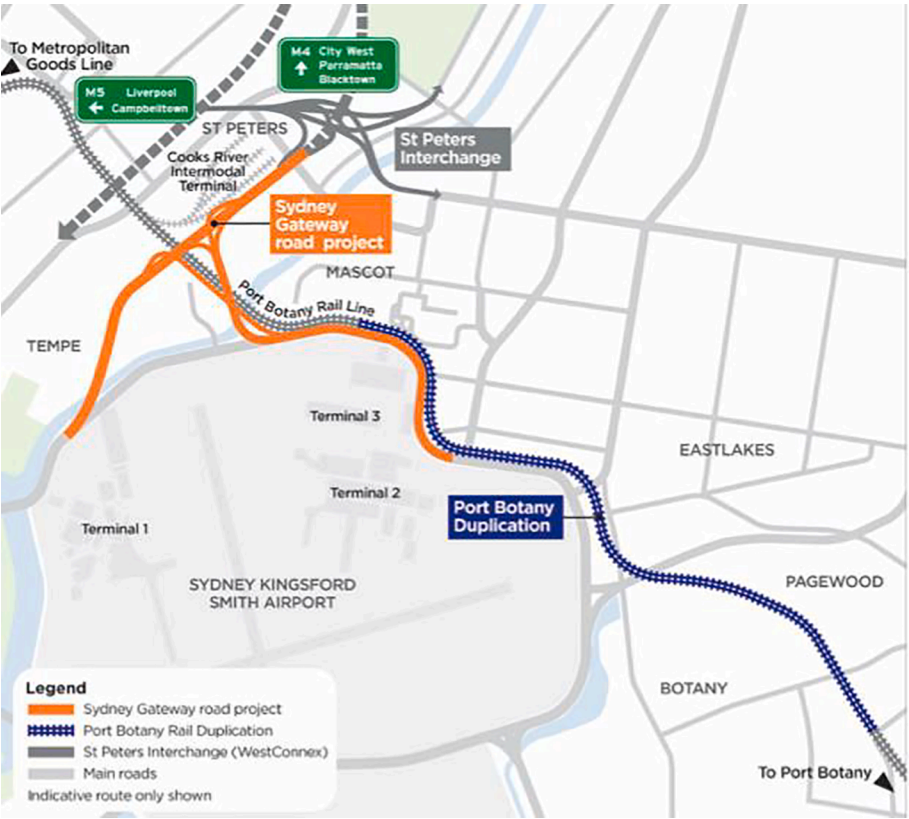 To Metropolitan
Goods Line
M5 Liverpool
Campbelltown
M4 City West
Parramatta
Blacktown
ST PETERS
St Peters
Interchange
Cooks River
Intermodal
Terminal
Sydney
Gateway
road project
MASCOT
Port Botany Rail Line
TEMPE
Terminal 3
EASTLAKES
Terminal 2
Port Botany
Duplication
Terminal 1
SYDNEY KINGSFORD
SMITH AIRPORT
PAGEWOOD
BOTANY
Legend
Sydney Gateway road project
Port Botany Rail Duplication
St Peters Interchange (WestConnex)
Main roads
Indicative route only shown
To Port Botany